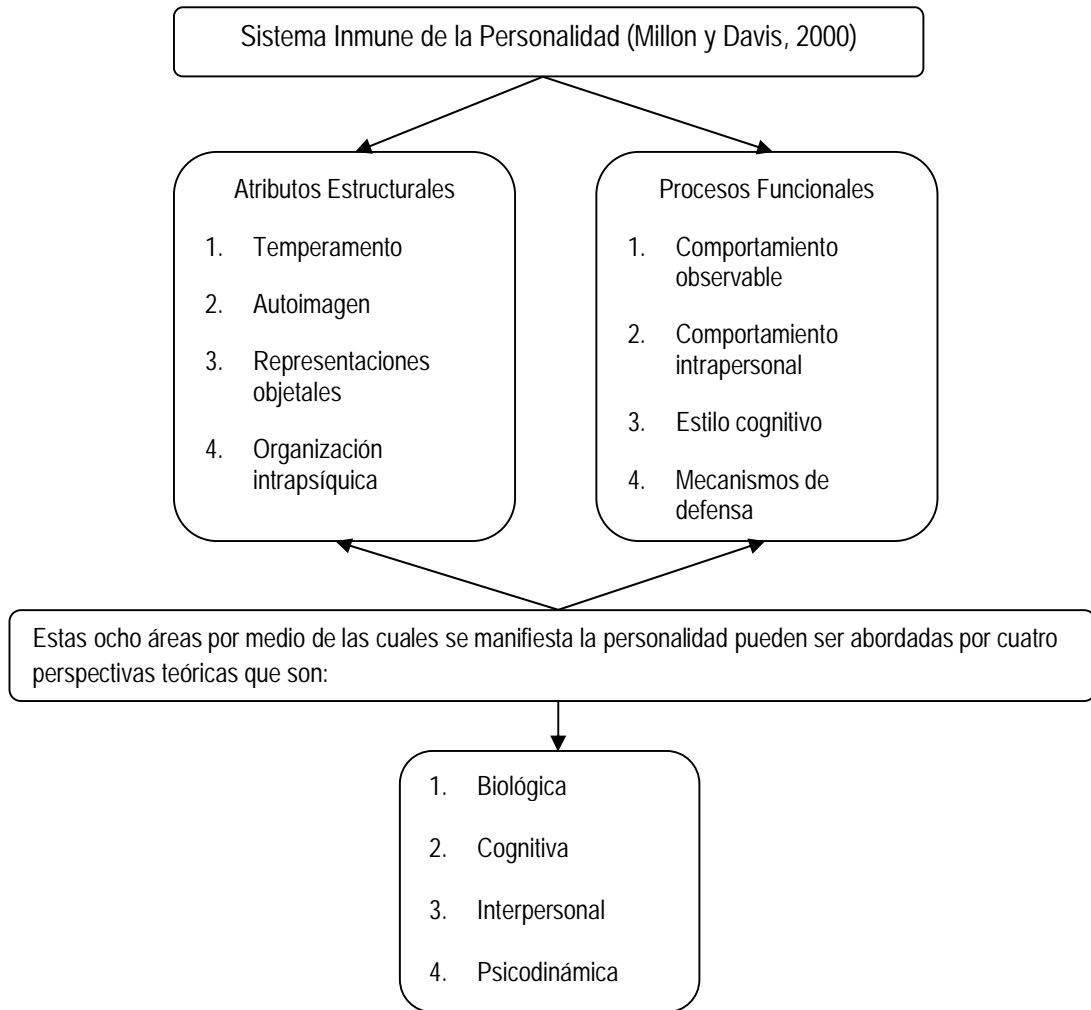 Sistema Inmune de la Personalidad (Millon y Davis, 2000)
Atributos Estructurales
1. Temperamento
2. Autoimagen
3. Representaciones
objetales
4. Organización
intrapsíquica
Procesos Funcionales
1. Comportamiento
observable
2. Comportamiento
intrapersonal
3. Estilo cognitivo
4. Mecanismos de
defensa
Estas ocho áreas por medio de las cuales se manifiesta la personalidad pueden ser abordadas por cuatro
perspectivas teóricas que son:
1. Biológica
2. Cognitiva
3. Interpersonal
4. Psicodinámica